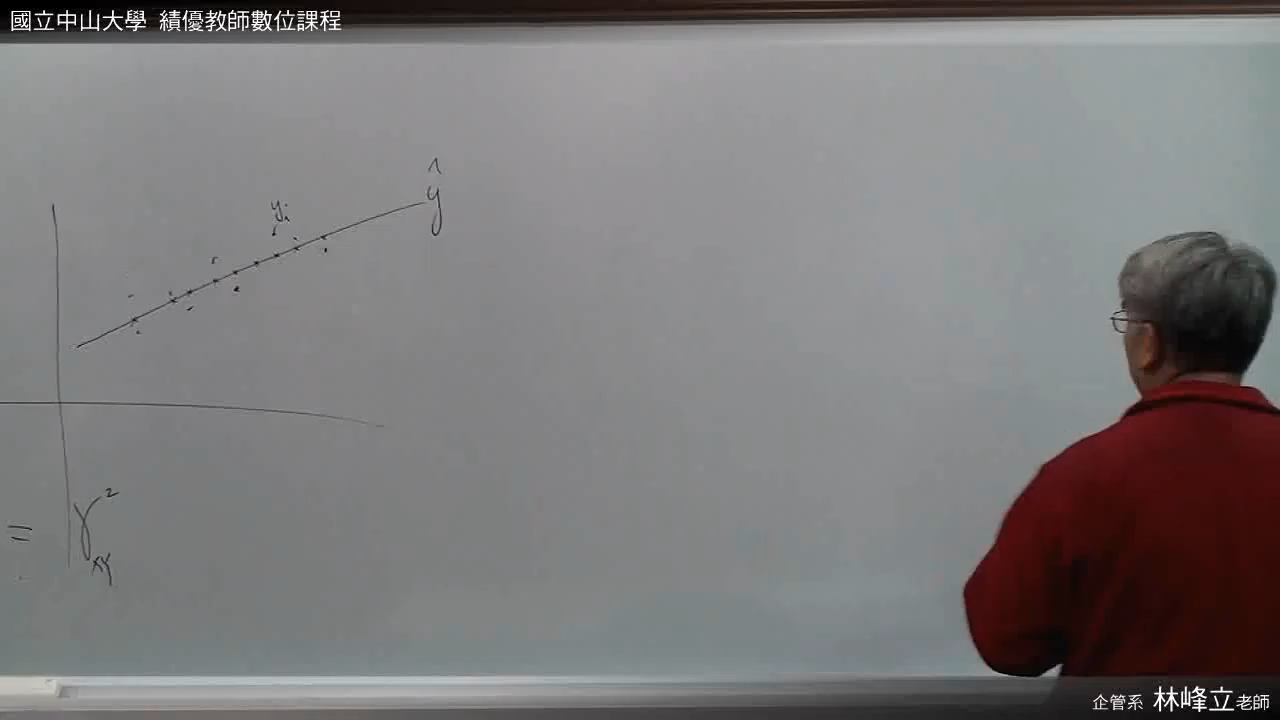 國立中山大學 績優教師數位課程
ŷ
yᵢ
= r²xy
企管系 林峰立老師